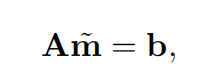 Am̃ = b,